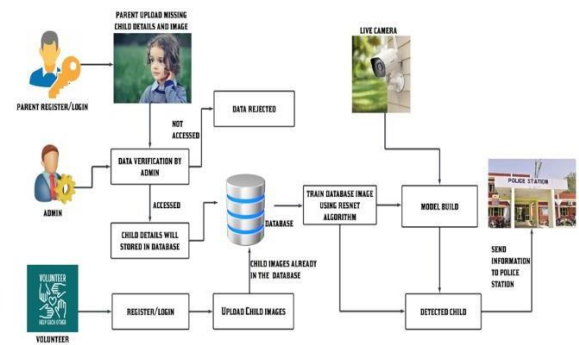 PARENT UPLOAD MISSING
CHILD DETAILS AND IMAGE
LIVE CAMERA
PARENT REGISTER/LOGIN
DATA REJECTED
NOT
ACCESSED
DATA VERIFICATION BY
ADMIN
ADMIN
ACCESSED
POLICE STATION
TRAIN DATABASE IMAGE
USING RESNET
ALGORITHM
MODEL BUILD
DATABASE
CHILD DETAILS WILL
STORED IN DATABASE
SEND
INFORMATION
TO POLICE
STATION
CHILD IMAGES ALREADY
IN THE DATABASE
VOLUNTEER
HELP EACH OTHER
REGISTER/LOGIN
UPLOAD Child IMAGES
DETECTED CHILD
VOLUNTEER